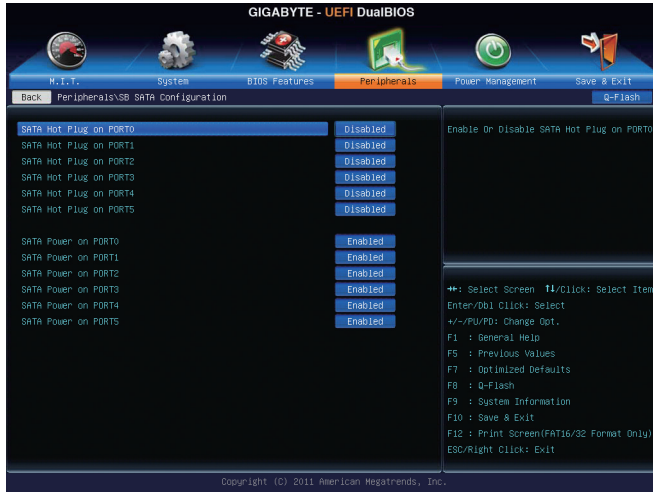 GIGABYTE - UEFI DualBIOS
M.I.T. System BIOS Features Peripherals Power Management Save & Exit
Back Peripherals\SB SATA Configuration Q-Flash
SATA Hot Plug on PORT0 Disabled Enable Or Disable SATA Hot Plug on PORT0
SATA Hot Plug on PORT1 Disabled
SATA Hot Plug on PORT2 Disabled
SATA Hot Plug on PORT3 Disabled
SATA Hot Plug on PORT4 Disabled
SATA Hot Plug on PORT5 Disabled
SATA Power on PORT0 Enabled
SATA Power on PORT1 Enabled
SATA Power on PORT2 Enabled
SATA Power on PORT3 Enabled
SATA Power on PORT4 Enabled
SATA Power on PORT5 Enabled
→←: Select Screen ↑↓/Click: Select Item
Enter/Dbl Click: Select
+/-/PU/PD: Change Opt.
F1 : General Help
F5 : Previous Values
F7 : Optimized Defaults
F8 : Q-Flash
F9 : System Information
F10 : Save & Exit
F12 : Print Screen(FAT16/32 Format Only)
ESC/Right Click: Exit
Copyright (C) 2011 American Megatrends, Inc.